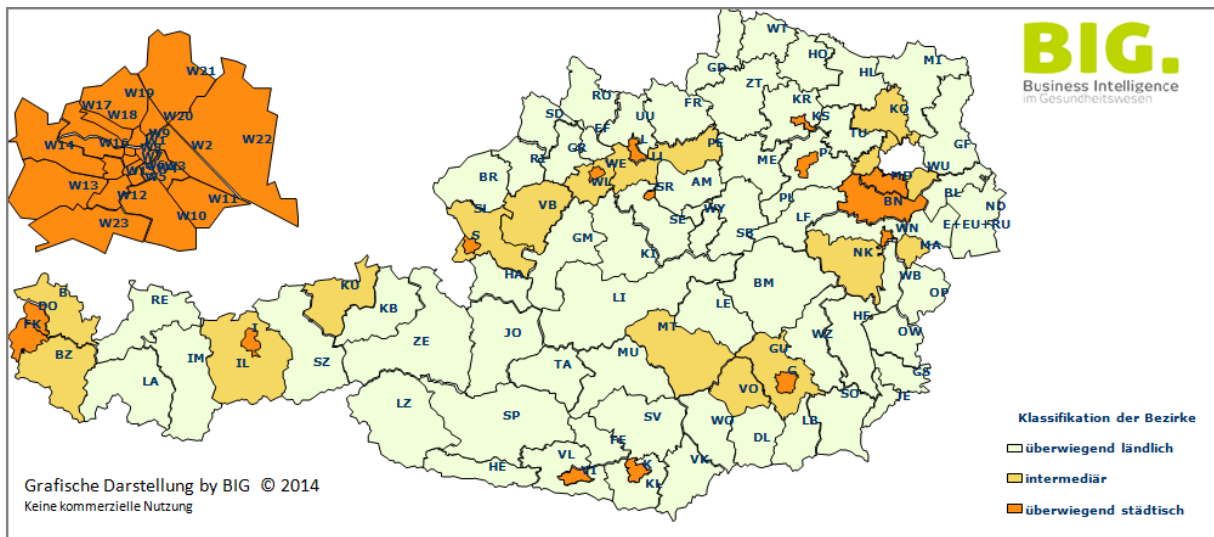 BIG.
Business Intelligence
im Gesundheitswesen
W21
W19
W17
W20
W18
W9
W1
W14
W16
W2
W22
W3
W13
W5
W12
W11
W10
W23
WT
HO
GD
HL
MI
ZT
RO
FR
KR
KO
SD
UU
KS
EF
TU
L
GR
PE
P
GF
RI
WE
LI
ME
WU
BR
WL
SR
AM
MD
BL
VB
PL
BN
ND
SL
WY
LF
E+EU+RU
S
GM
SE
SB
WN
KI
NK
MA
HA
WB
B
KU
BM
OP
DO
RE
KB
LI
LE
FK
I
JO
MT
HF
OW
BZ
IM
IL
SZ
ZE
MU
GU
WZ
TA
G
GS
LA
VO
SO
JE
LZ
SP
SV
WO
DL
LB
FE
VL
HE
VI
K
VK
KL
Klassifikation der Bezirke
überwiegend ländlich
intermediär
überwiegend städtisch
Grafische Darstellung by BIG © 2014
Keine kommerzielle Nutzung